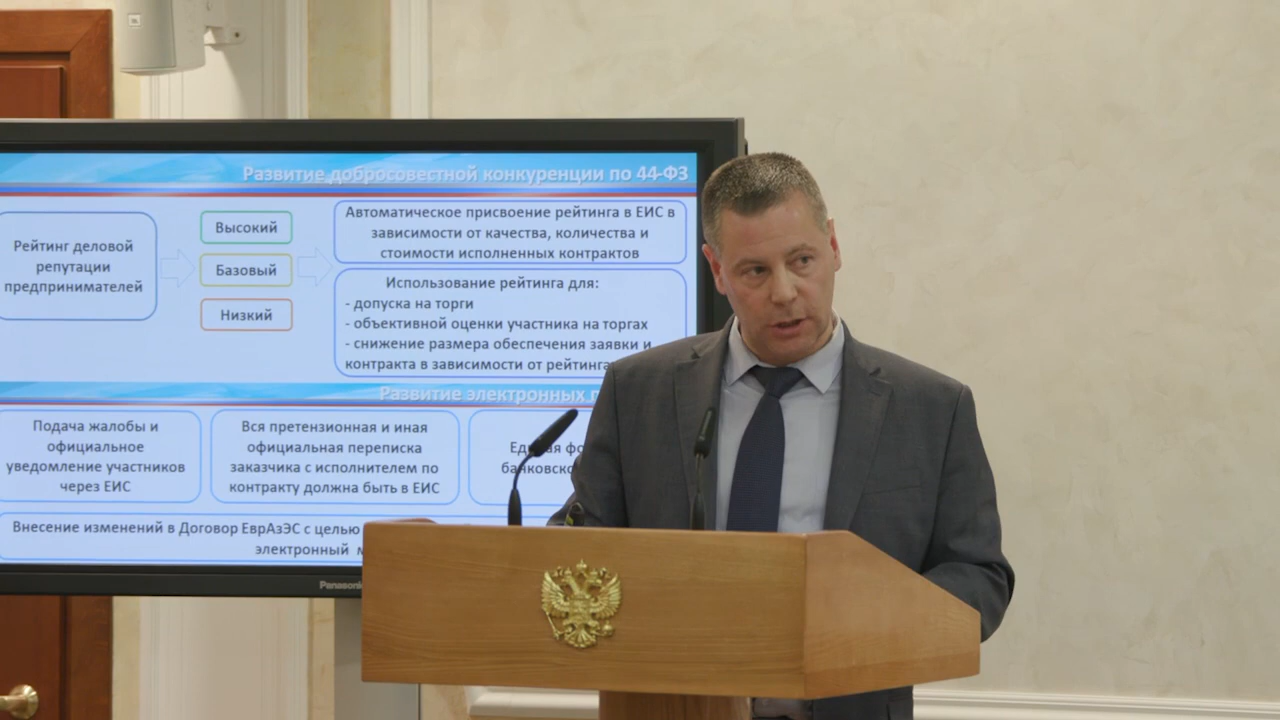 Развитие добросовестной конкуренции по 44-ФЗ
Рейтинг деловой
репутации
предпринимателей
Высокий
Базовый
Низкий
Автоматическое присвоение рейтинга в ЕИС в
зависимости от качества, количества и
стоимости исполненных контрактов
Использование рейтинга для:
- допуска на торги
- объективной оценки участника на торгах
- снижение размера обеспечения заявки и
контракта в зависимости от рейтинга
Развитие электронных
Подача жалобы и
официальное
уведомление участников
через ЕИС
Вся претензионная и иная
официальная переписка
заказчика с исполнителем по
контракту должна быть в ЕИС
Внесение изменений в Договор ЕврАзЭС с целью
электронный
Panasonic